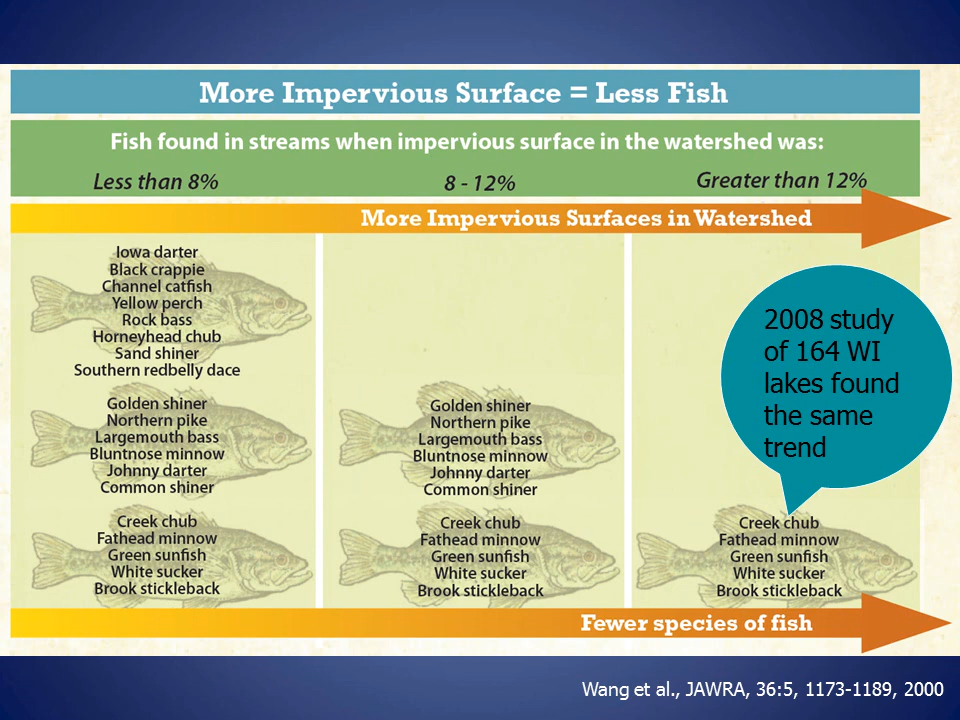 More Impervious Surface = Less Fish
Fish found in streams when impervious surface in the watershed was:
Less than 8%
8 - 12%
Greater than 12%
More Impervious Surfaces in Watershed
Iowa darter
Black crappie
Channel catfish
Yellow perch
Rock bass
Horneyhead chub
Sand shiner
Southern redbelly dace
Golden shiner
Northern pike
Largemouth bass
Bluntnose minnow
Johnny darter
Common shiner
Creek chub
Fathead minnow
Green sunfish
White sucker
Brook stickleback
Golden shiner
Northern pike
Largemouth bass
Bluntnose minnow
Johnny darter
Common shiner
Creek chub
Fathead minnow
Green sunfish
White sucker
Brook stickleback
2008 study
of 164 WI
lakes found
the same
trend
Creek chub
Fathead minnow
Green sunfish
White sucker
Brook stickleback
Fewer species of fish
Wang et al., JAWRA, 36:5, 1173-1189, 2000